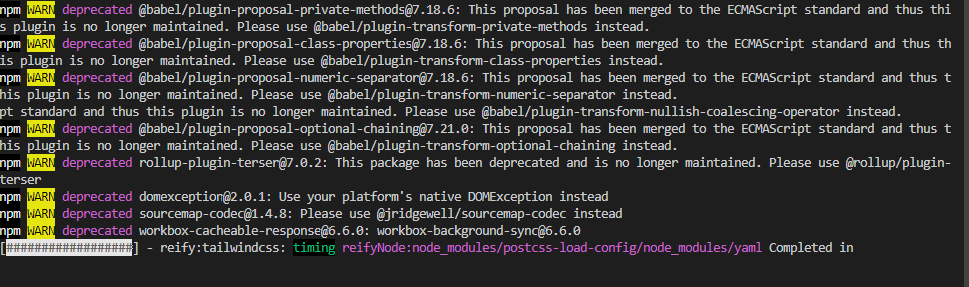 npm WARN deprecated @babel/plugin-proposal-private-methods@7.18.6: This proposal has been merged to the ECMAScript standard and thus thi
s plugin is no longer maintained. Please use @babel/plugin-transform-private-methods instead.
npm WARN deprecated @babel/plugin-proposal-class-properties@7.18.6: This proposal has been merged to the ECMAScript standard and thus th
is plugin is no longer maintained. Please use @babel/plugin-transform-class-properties instead.
npm WARN deprecated @babel/plugin-proposal-numeric-separator@7.18.6: This proposal has been merged to the ECMAScript standard and thus t
his plugin is no longer maintained. Please use @babel/plugin-transform-numeric-separator instead.
pt standard and thus this plugin is no longer maintained. Please use @babel/plugin-transform-nullish-coalescing-operator instead.
npm WARN deprecated @babel/plugin-proposal-optional-chaining@7.21.0: This proposal has been merged to the ECMAScript standard and thus t
his plugin is no longer maintained. Please use @babel/plugin-transform-optional-chaining instead.
npm WARN deprecated rollup-plugin-terser@7.0.2: This package has been deprecated and is no longer maintained. Please use @rollup/plugin-
terser
npm WARN deprecated domexception@2.0.1: Use your platform's native DOMException instead
npm WARN deprecated sourcemap-codec@1.4.8: Please use @jridgewell/sourcemap-codec instead
npm WARN deprecated workbox-cacheable-response@6.6.0: workbox-background-sync@6.6.0
[##################] - reify:tailwindcss: timing reifyNode:node_modules/postcss-load-config/node_modules/yaml Completed in